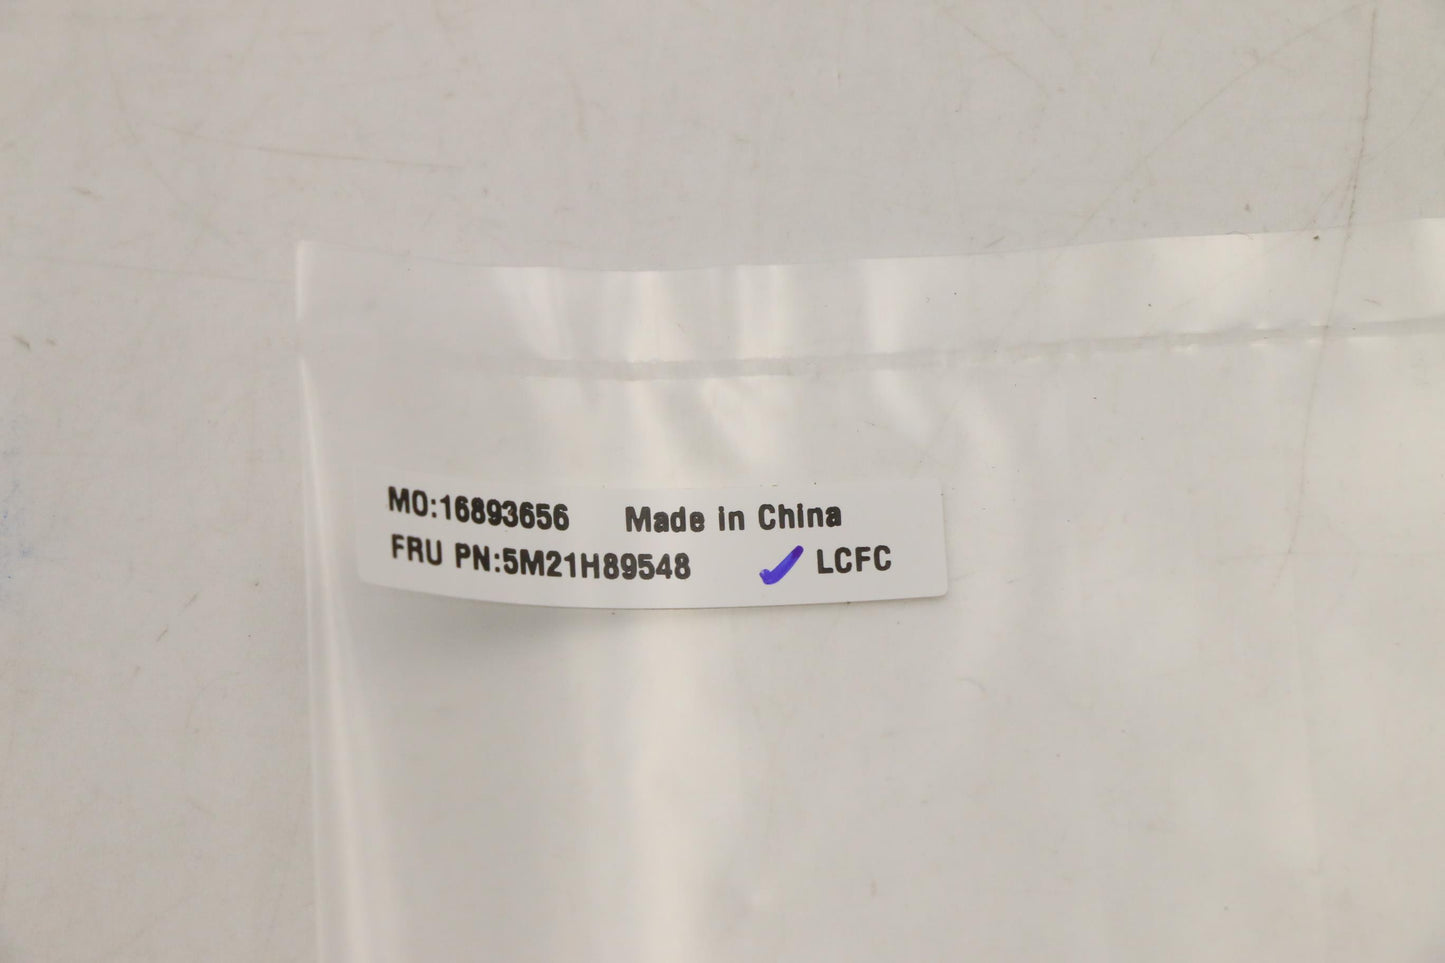 MO:16893656 Made in China
FRU PN:5M21H89548 LCFC